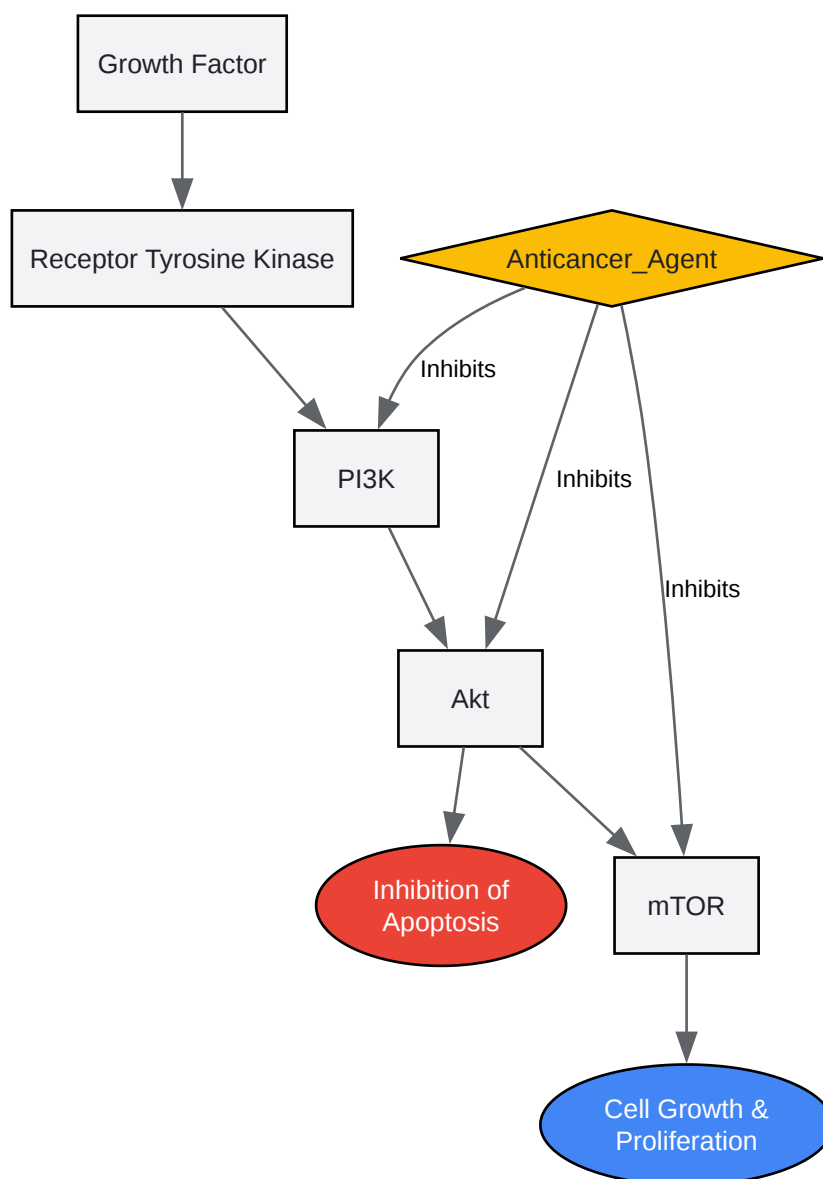 Growth Factor
Receptor Tyrosine Kinase
Anticancer_Agent
Inhibits
PI3K
Inhibits
Inhibits
Akt
Inhibition of
Apoptosis
mTOR
Cell Growth &
Proliferation